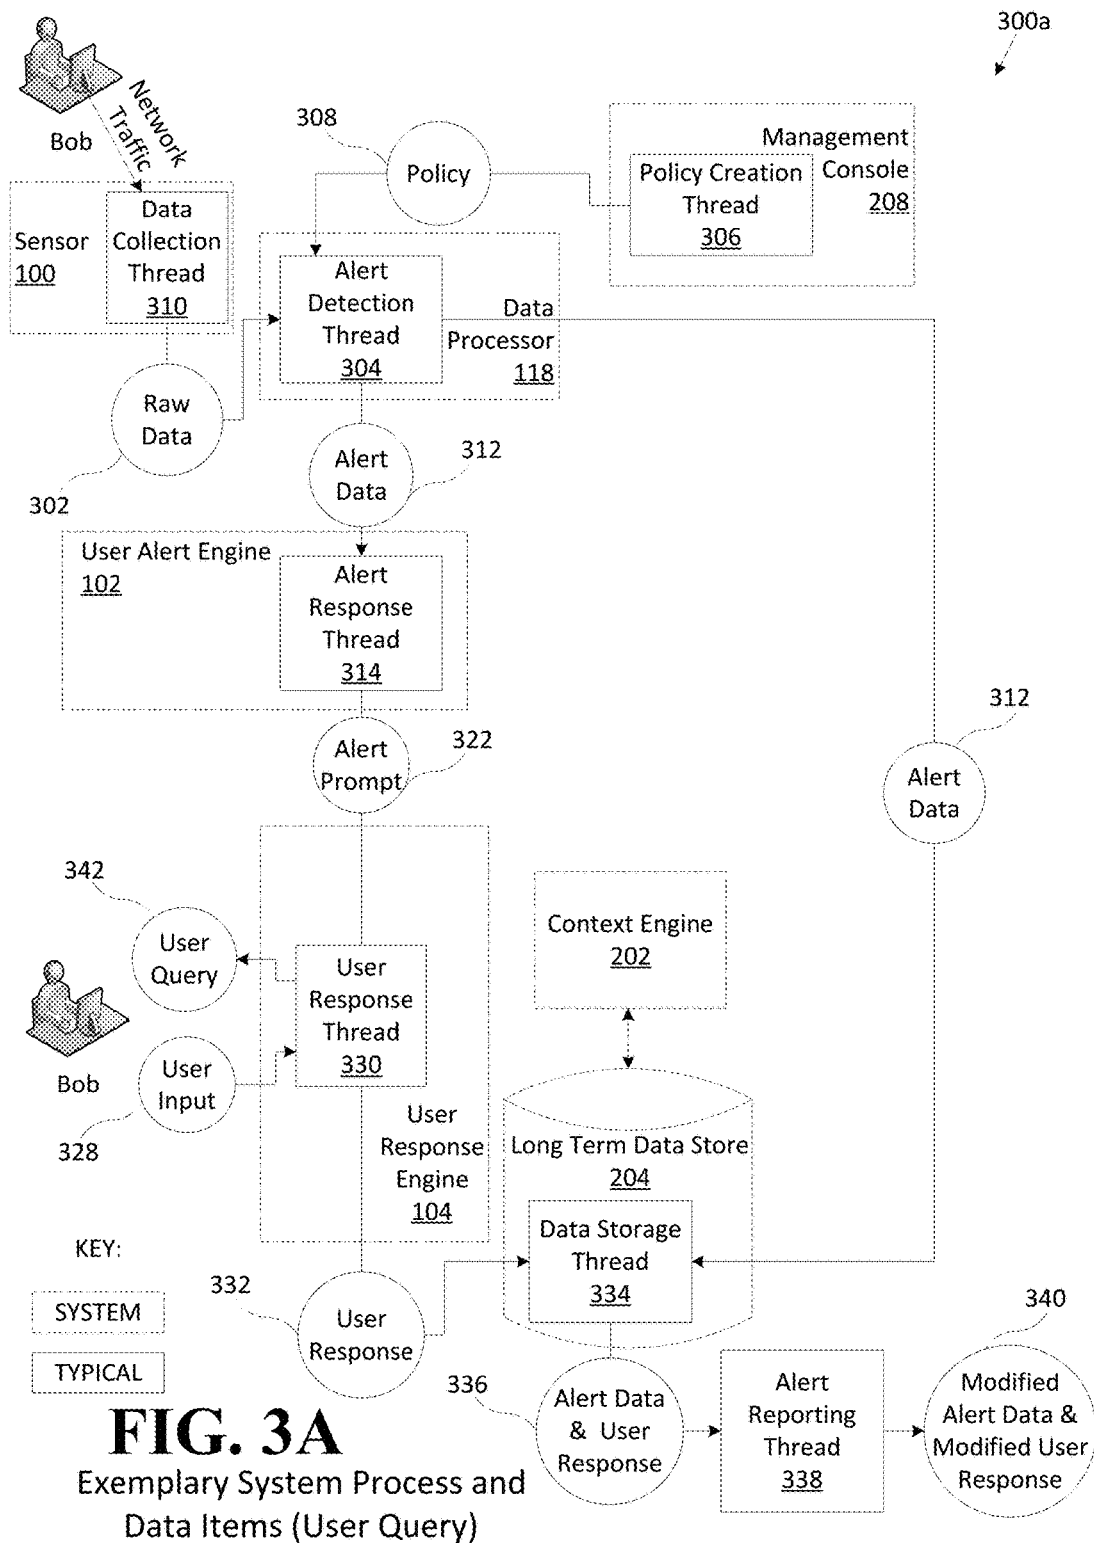 300a
Network
Traffic
Bob
308
Policy
Management
Console
208
Policy Creation
Thread
306
Sensor
100
Data
Collection
Thread
310
Alert
Detection
Thread
304
Data
Processor
118
Raw
Data
302
Alert
Data
312
User Alert Engine
102
Alert
Response
Thread
314
312
Alert
Data
Alert
Prompt
322
342
User
Query
Bob
User
Input
328
User
Response
Thread
330
User
Response
Engine
104
Context Engine
202
Long Term Data Store
204
Data Storage
Thread
334
KEY:
SYSTEM
TYPICAL
332
User
Response
336
Alert Data
& User
Response
Alert
Reporting
Thread
338
340
Modified
Alert Data &
Modified User
Response
FIG. 3A
Exemplary System Process and
Data Items (User Query)